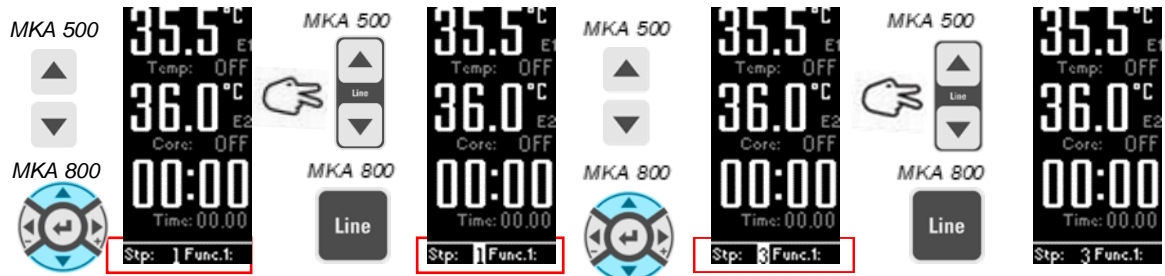 MKA 500
MKA 800
35.5°C
E1
Temp: OFF
36.0°C
E2
Core: OFF
00:00
Time: 00.00
Stp: 1 Func.1:
MKA 500
Line
MKA 800
Line
35.5°C
E1
Temp: OFF
36.0°C
E2
Core: OFF
00:00
Time: 00.00
Stp: 1 Func.1:
MKA 500
MKA 800
35.5°C
E1
Temp: OFF
36.0°C
E2
Core: OFF
00:00
Time: 00.00
Stp: 3 Func.1:
MKA 500
Line
MKA 800
Line
35.5°C
E1
Temp: OFF
36.0°C
E2
Core: OFF
00:00
Time: 00.00
Stp: 3 Func.1: